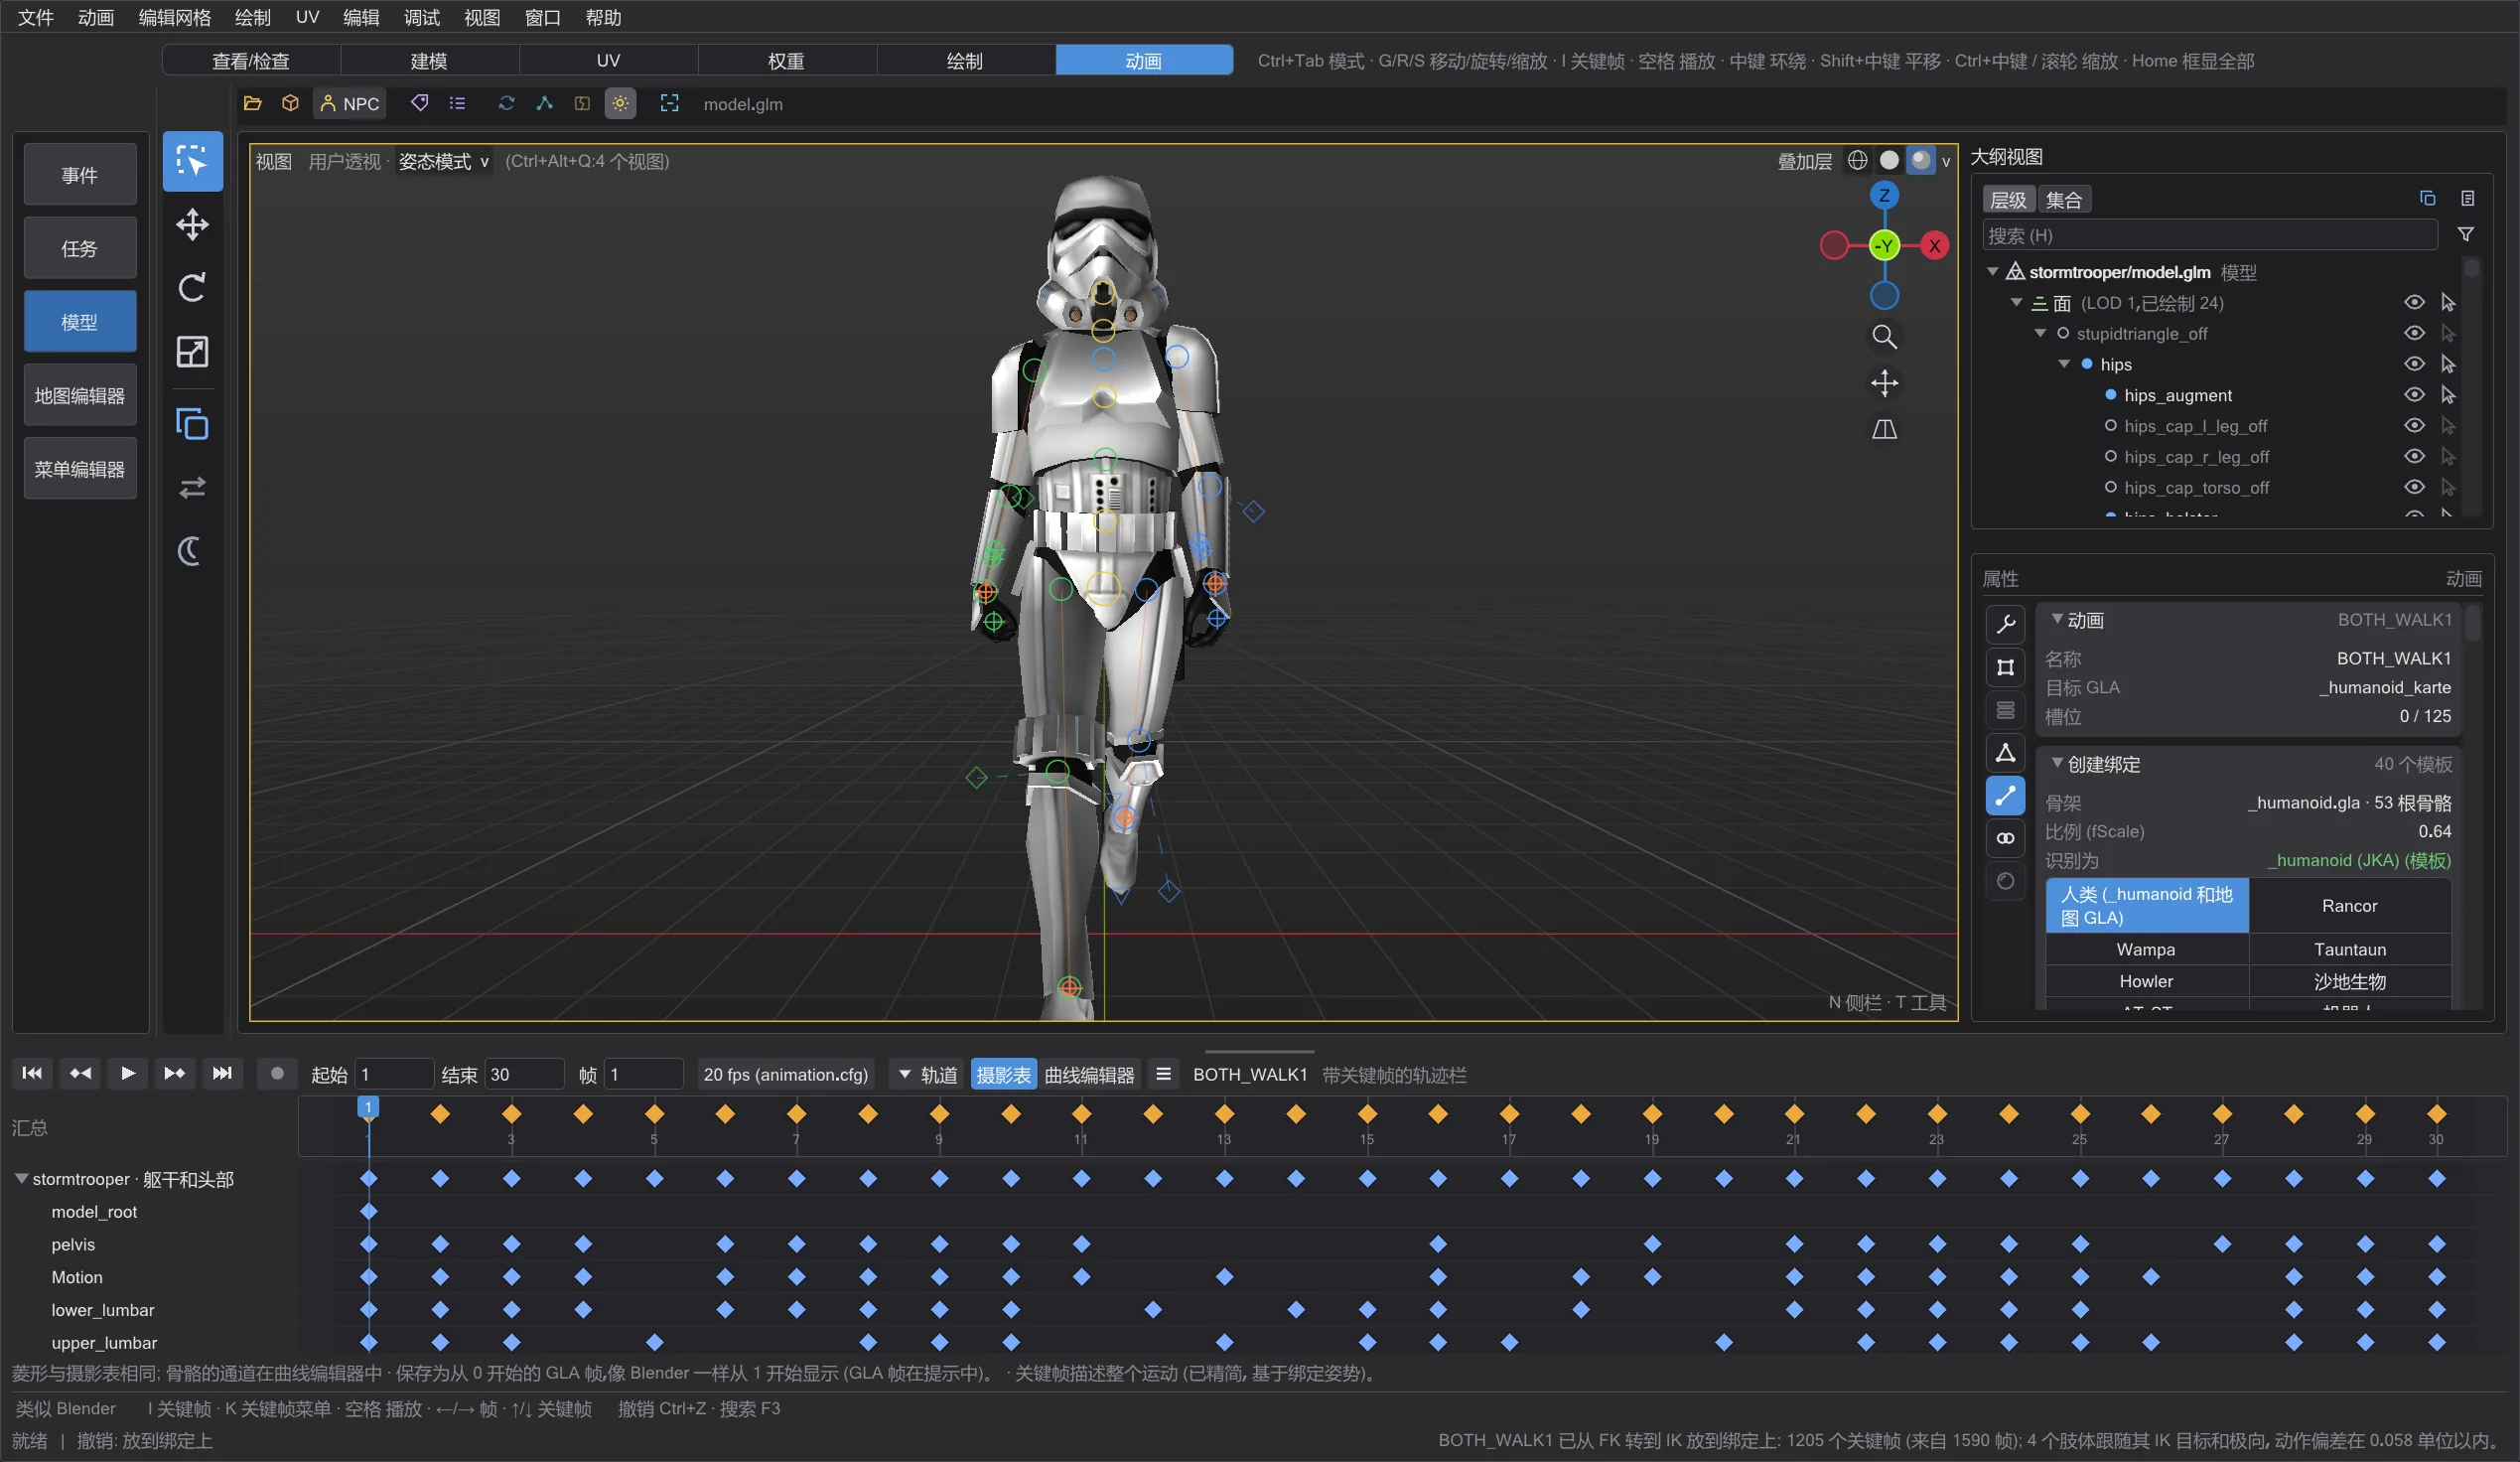 文件 动画 编辑网格 绘制 UV 编辑 调试 视图 窗口 帮助
查看/检查 建模 UV 权重 绘制 动画 Ctrl+Tab 模式 · G/R/S 移动/旋转/缩放 · I 关键帧 · 空格 播放 · 中键 环绕 · Shift+中键 平移 · Ctrl+中键 / 滚轮 缩放 · Home 框显全部
NPC model.glm
事件
任务
模型
地图编辑器
菜单编辑器
视图 用户透视 · 姿态模式 v (Ctrl+Alt+Q:4 个视图) 叠加层 v
Z
-Y X
N 侧栏 · T 工具
大纲视图
层级 集合
搜索 (H)
stormtrooper/model.glm 模型
面 (LOD 1,已绘制 24)
stupidtriangle_off
hips
hips_augment
hips_cap_l_leg_off
hips_cap_r_leg_off
hips_cap_torso_off
属性 动画
动画 BOTH_WALK1
名称 BOTH_WALK1
目标 GLA _humanoid_karte
槽位 0 / 125
创建绑定 40 个模板
骨架 _humanoid.gla · 53 根骨骼
比例 (fScale) 0.64
识别为 _humanoid (JKA) (模板)
人类 (_humanoid 和地图 GLA) Rancor
Wampa Tauntaun
Howler 沙地生物
起始 1 结束 30 帧 1 20 fps (animation.cfg) 轨道 摄影表 曲线编辑器 BOTH_WALK1 带关键帧的轨迹栏
汇总 1 3 5 7 9 11 13 15 17 19 21 23 25 27 29 30
stormtrooper · 躯干和头部
model_root
pelvis
Motion
lower_lumbar
upper_lumbar
菱形与摄影表相同; 骨骼的通道在曲线编辑器中 · 保存为从 0 开始的 GLA 帧,像 Blender 一样从 1 开始显示 (GLA 帧在提示中)。 · 关键帧描述整个运动 (已精简, 基于绑定姿势)。
类似 Blender I 关键帧 · K 关键帧菜单 · 空格 播放 · ←/→ 帧 · ↑/↓ 关键帧 撤销 Ctrl+Z · 搜索 F3
就绪 | 撤销: 放到绑定上 BOTH_WALK1 已从 FK 转到 IK 放到绑定上: 1205 个关键帧 (来自 1590 帧); 4 个肢体跟随其 IK 目标和极向, 动作偏差在 0.058 单位以内。